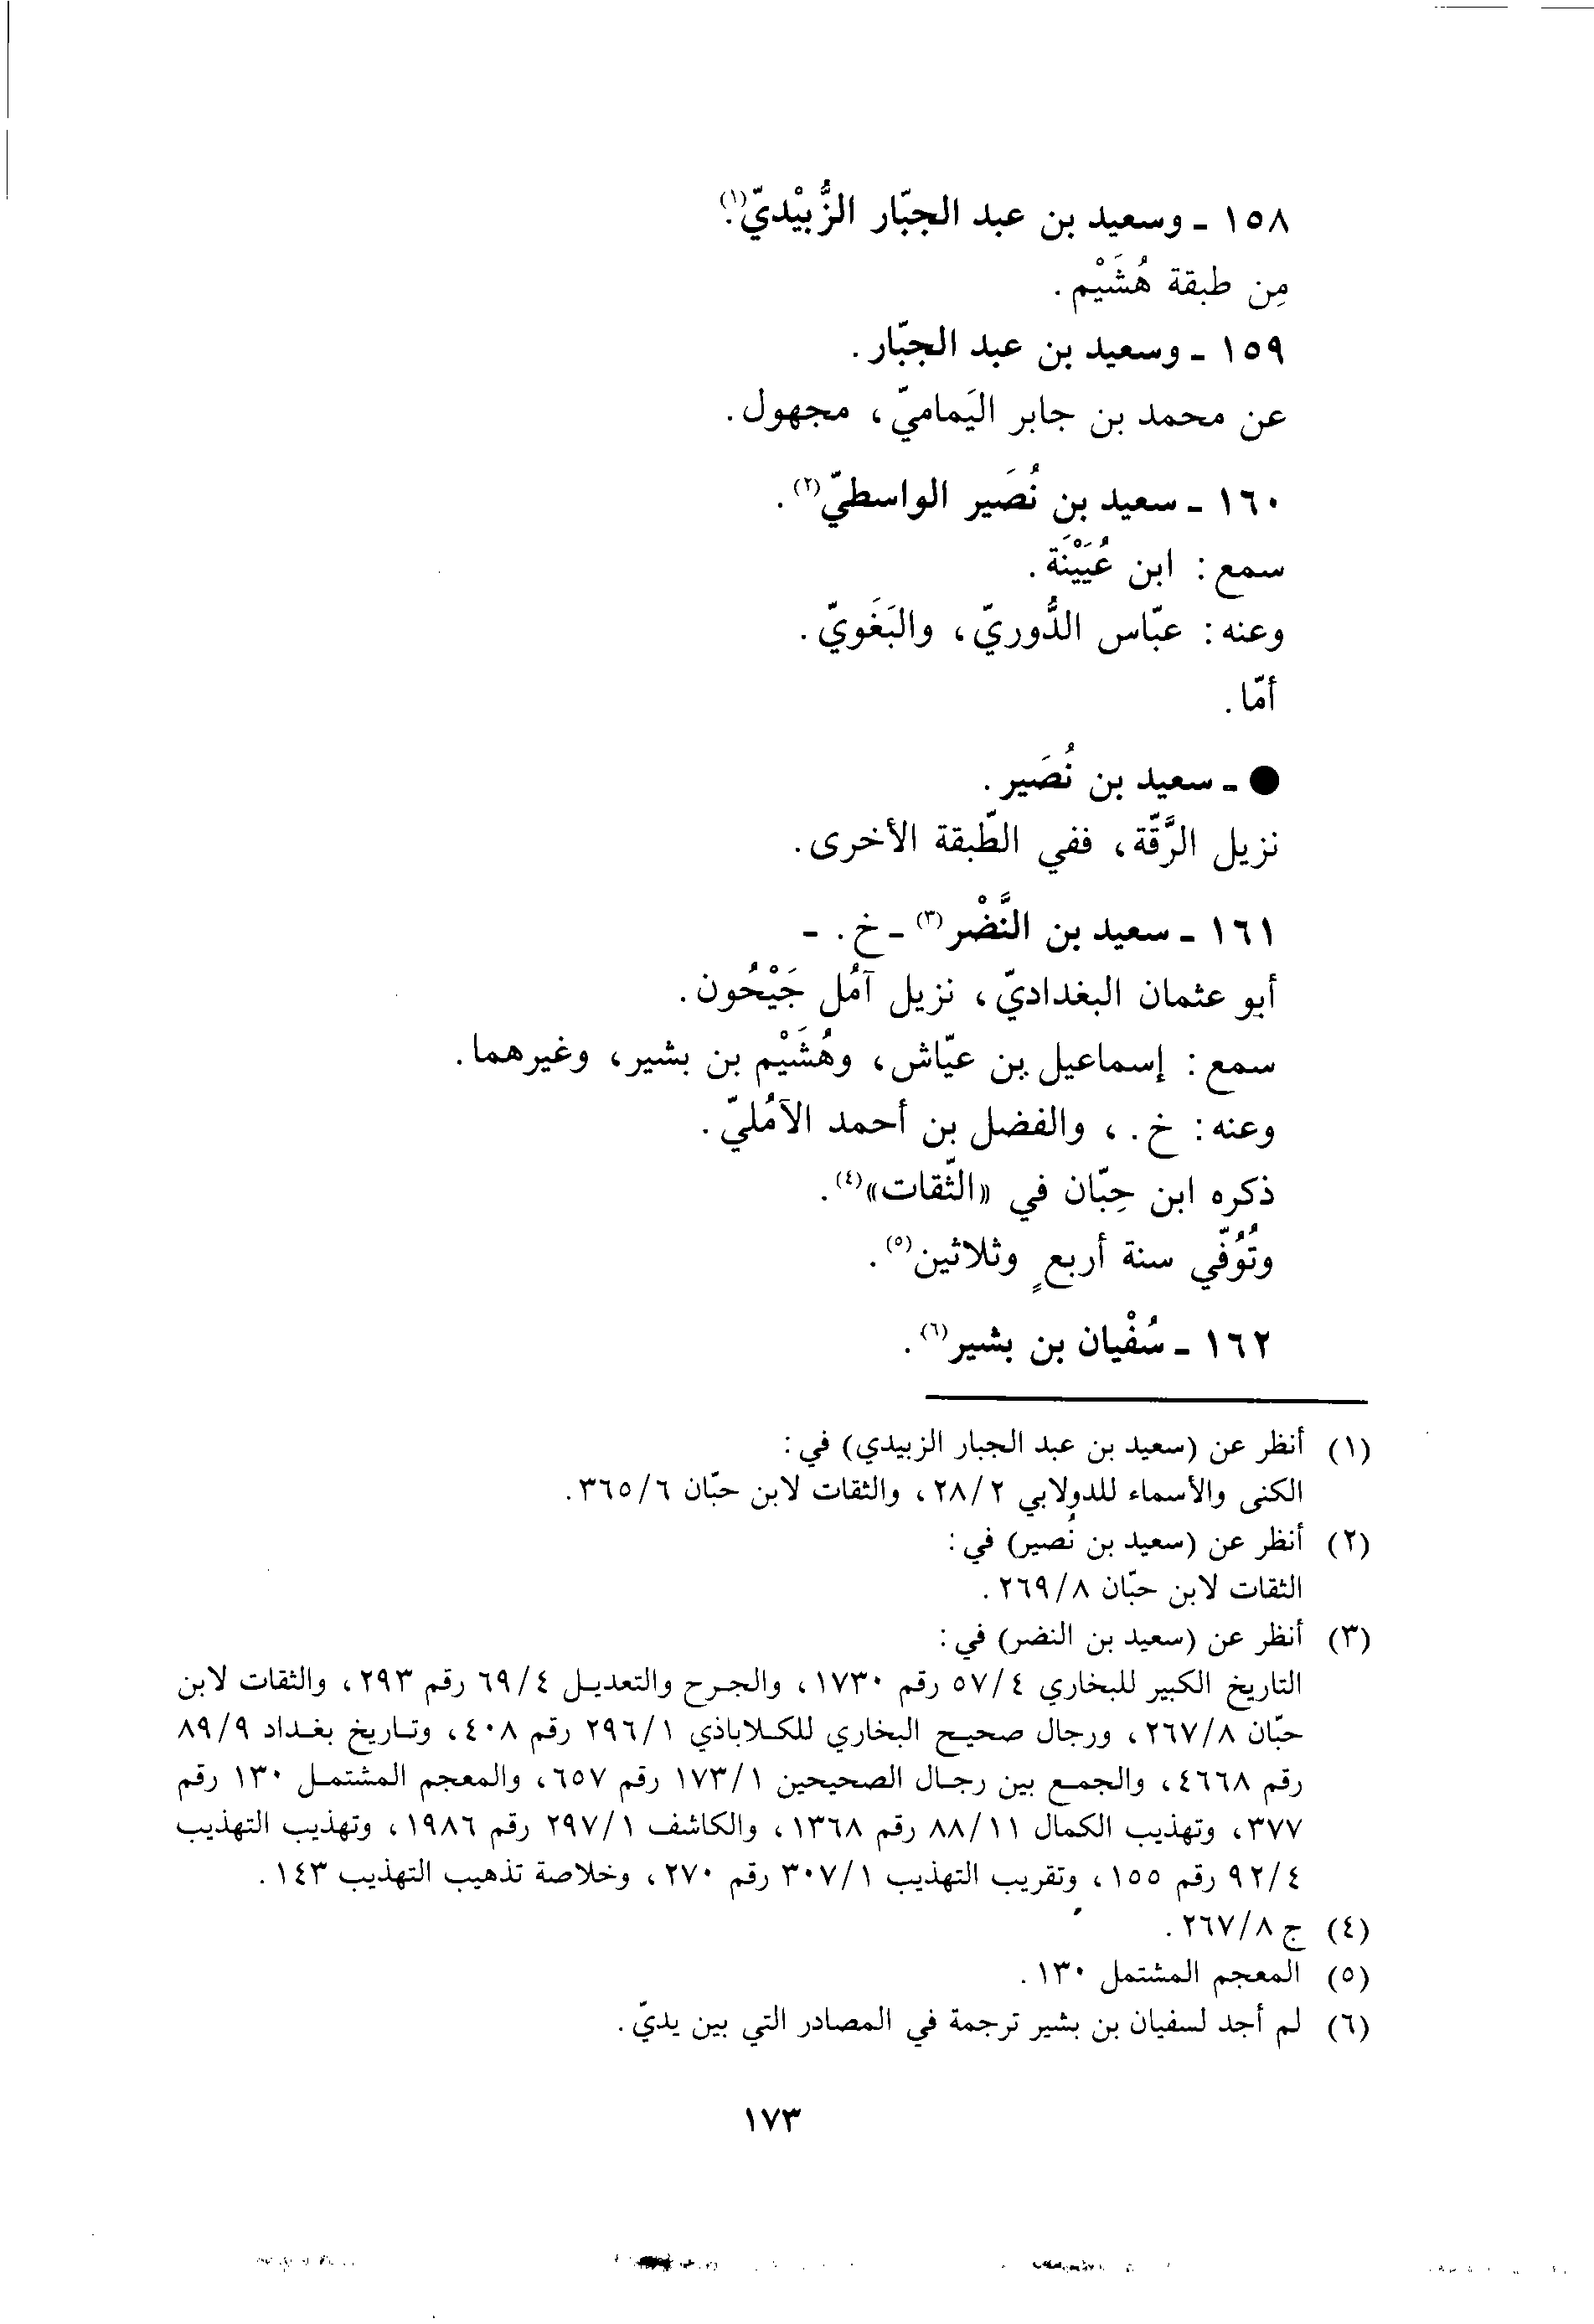 ١٥٨ - وسعيد بن عبد الجبّار الزُّبَيْديّ(١).
مِن طبقة هُشَيْم.
١٥٩ - وسعيد بن عبد الجبّار.
عن محمد بن جابر اليَماميّ، مجهول.
١٦٠ - سعيد بن نُصَير الواسطيّ(٢).
سمع: ابن عُيَيْنَة.
وعنه: عبّاس الدُّوريّ، والبَغَويّ.
أمّا.
● - سعيد بن نُصَير.
نزيل الرَّقّة، ففي الطّبقة الأخرى.
١٦١ - سعيد بن النَّضْر(٣) - خ. -
أبو عثمان البغداديّ، نزيل آمُل جَيْحُون.
سمع: إسماعيل بن عيّاش، وهُشَيْم بن بشير، وغيرهما.
وعنه: خ. ، والفضل بن أحمد الآمُليّ.
ذكره ابن حِبّان في «الثّقات»(٤).
وتُوُفّي سنة أربعٍ وثلاثين(٥).
١٦٢ - سُفْيان بن بشير(٦).
(١) أنظر عن (سعيد بن عبد الجبار الزبيدي) في:
الكنى والأسماء للدولابي ٢٨/٢، والثقات لابن حبّان ٣٦٥/٦.
(٢) أنظر عن (سعيد بن نُصير) في:
الثقات لابن حبّان ٢٦٩/٨.
(٣) أنظر عن (سعيد بن النضر) في:
التاريخ الكبير للبخاري ٥٧/٤ رقم ١٧٣٠، والجرح والتعديل ٦٩/٤ رقم ٢٩٣، والثقات لابن
حبّان ٢٦٧/٨، ورجال صحيح البخاري للكلاباذي ٢٩٦/١ رقم ٤٠٨، وتاريخ بغداد ٨٩/٩
رقم ٤٦٦٨، والجمع بين رجال الصحيحين ١٧٣/١ رقم ٦٥٧، والمعجم المشتمل ١٣٠ رقم
٣٧٧، وتهذيب الكمال ٨٨/١١ رقم ١٣٦٨، والكاشف ٢٩٧/١ رقم ١٩٨٦، وتهذيب التهذيب
٩٢/٤ رقم ١٥٥، وتقريب التهذيب ٣٠٧/١ رقم ٢٧٠، وخلاصة تذهيب التهذيب ١٤٣.
(٤) ج ٢٦٧/٨.
(٥) المعجم المشتمل ١٣٠.
(٦) لم أجد لسفيان بن بشير ترجمة في المصادر التي بين يديّ.
١٧٣